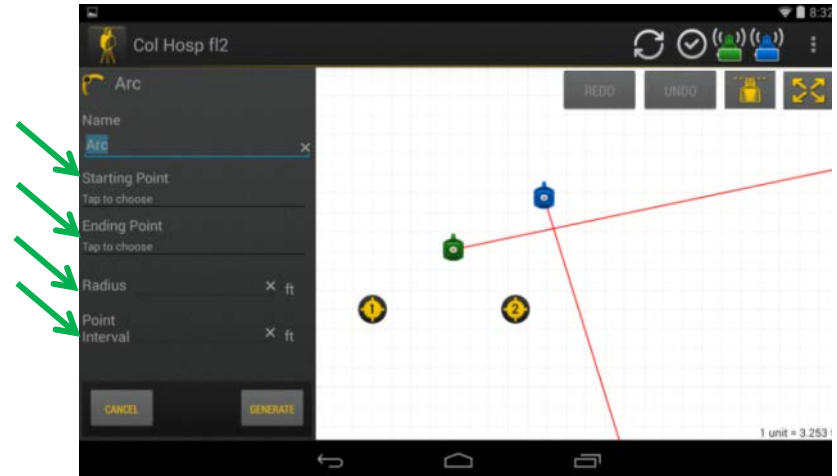 8:32
Col Hosp fl2
Arc
REDO UNDO
Name
Arc
Starting Point
Tap to choose
Ending Point
Tap to choose
Radius ft
Point
Interval ft
1
2
CANCEL GENERATE
1 unit = 3.253